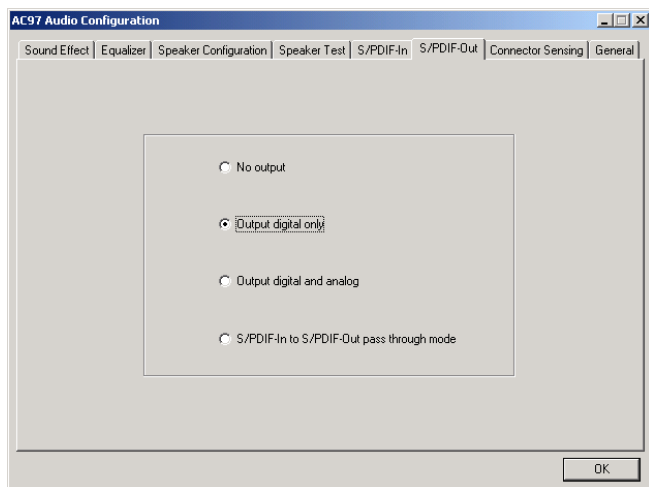 AC97 Audio Configuration
Sound Effect Equalizer Speaker Configuration Speaker Test S/PDIF-In S/PDIF-Out Connector Sensing General
No output
Output digital only
Output digital and analog
S/PDIF-In to S/PDIF-Out pass through mode
OK